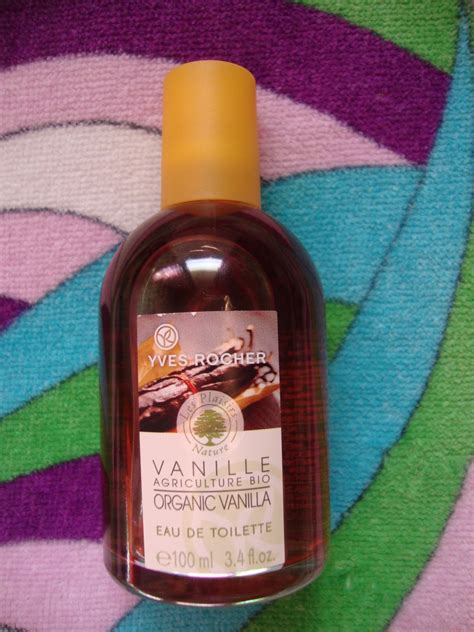 YVES ROCHER
Les Plaisirs
Nature
VANILLE
AGRICULTURE BIO
ORGANIC VANILLA
EAU DE TOILETTE
℮100 ml 3.4 fl.oz.